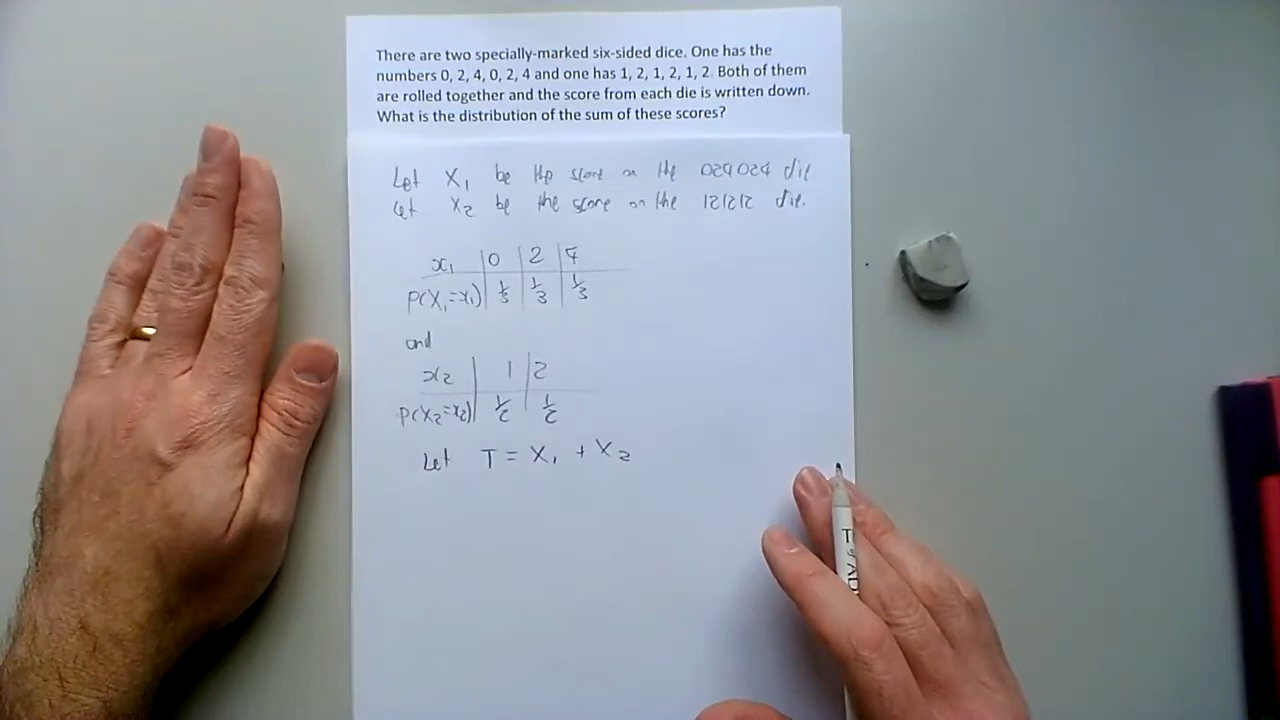 There are two specially-marked six-sided dice. One has the
numbers 0, 2, 4, 0, 2, 4 and one has 1, 2, 1, 2, 1, 2. Both of them
are rolled together and the score from each die is written down.
What is the distribution of the sum of these scores?
Let X₁ be the score on the 024024 die
Let X₂ be the score on the 121212 die.
x₁ 0 2 4
P(X₁=x₁) 1/3 1/3 1/3
and
x₂ 1 2
P(X₂=x₂) 1/2 1/2
Let T = X₁ + X₂